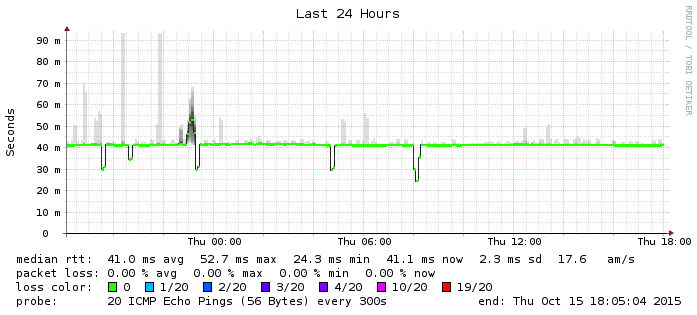 Last 24 Hours
RRDTOOL / TOBI OETIKER
Seconds
90 m
80 m
70 m
60 m
50 m
40 m
30 m
20 m
10 m
0
Thu 00:00 Thu 06:00 Thu 12:00 Thu 18:00
median rtt: 41.0 ms avg 52.7 ms max 24.3 ms min 41.1 ms now 2.3 ms sd 17.6 am/s
packet loss: 0.00 % avg 0.00 % max 0.00 % min 0.00 % now
loss color: 0 1/20 2/20 3/20 4/20 10/20 19/20
probe: 20 ICMP Echo Pings (56 Bytes) every 300s end: Thu Oct 15 18:05:04 2015